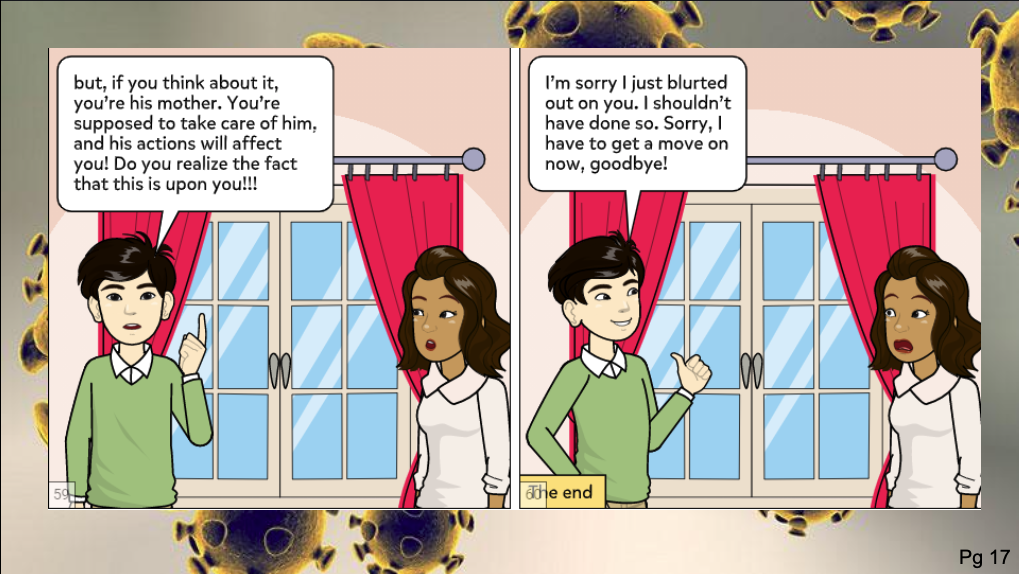 but, if you think about it,
you're his mother. You're
supposed to take care of him,
and his actions will affect
you! Do you realize the fact
that this is upon you!!!
59
I'm sorry I just blurted
out on you. I shouldn't
have done so. Sorry, I
have to get a move on
now, goodbye!
60
The end
Pg 17